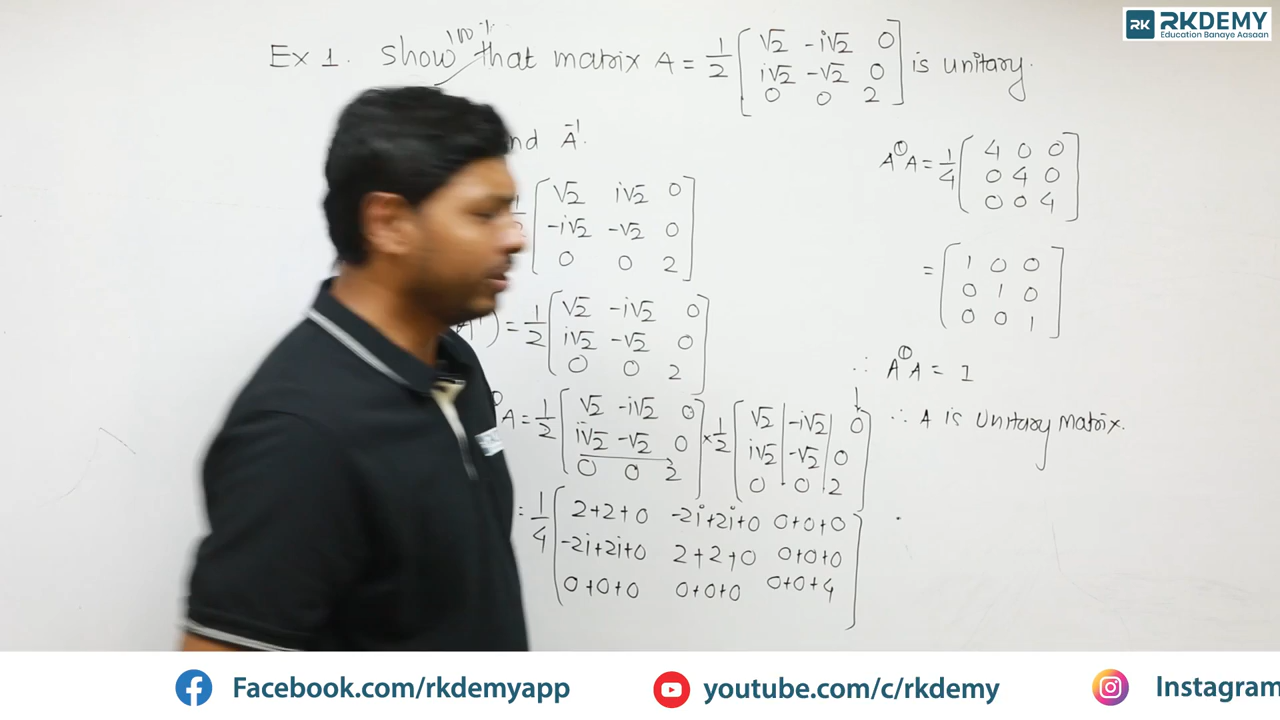 RK RKDEMY
Education Banaye Aasaan
100%
Ex 1. Show that matrix A = 1/2 [ √2 -i√2 0 is unitary.
i√2 -√2 0
0 0 2 ]
nd A⁻¹.
[ √2 i√2 0
-i√2 -√2 0
0 0 2 ]
) = 1/2 [ √2 -i√2 0
i√2 -√2 0
0 0 2 ]
A = 1/2 [ √2 -i√2 0 ] × 1/2 [ √2 -i√2 0
i√2 -√2 0 i√2 -√2 0
0 0 2 0 0 2 ]
= 1/4 [ 2+2+0 -2i+2i+0 0+0+0
-2i+2i+0 2+2+0 0+0+0
0+0+0 0+0+0 0+0+4 ]
A^θ A = 1/4 [ 4 0 0
0 4 0
0 0 4 ]
= [ 1 0 0
0 1 0
0 0 1 ]
∴ A^θ A = 1
∴ A is Unitary Matrix.
Facebook.com/rkdemyapp
youtube.com/c/rkdemy
Instagram